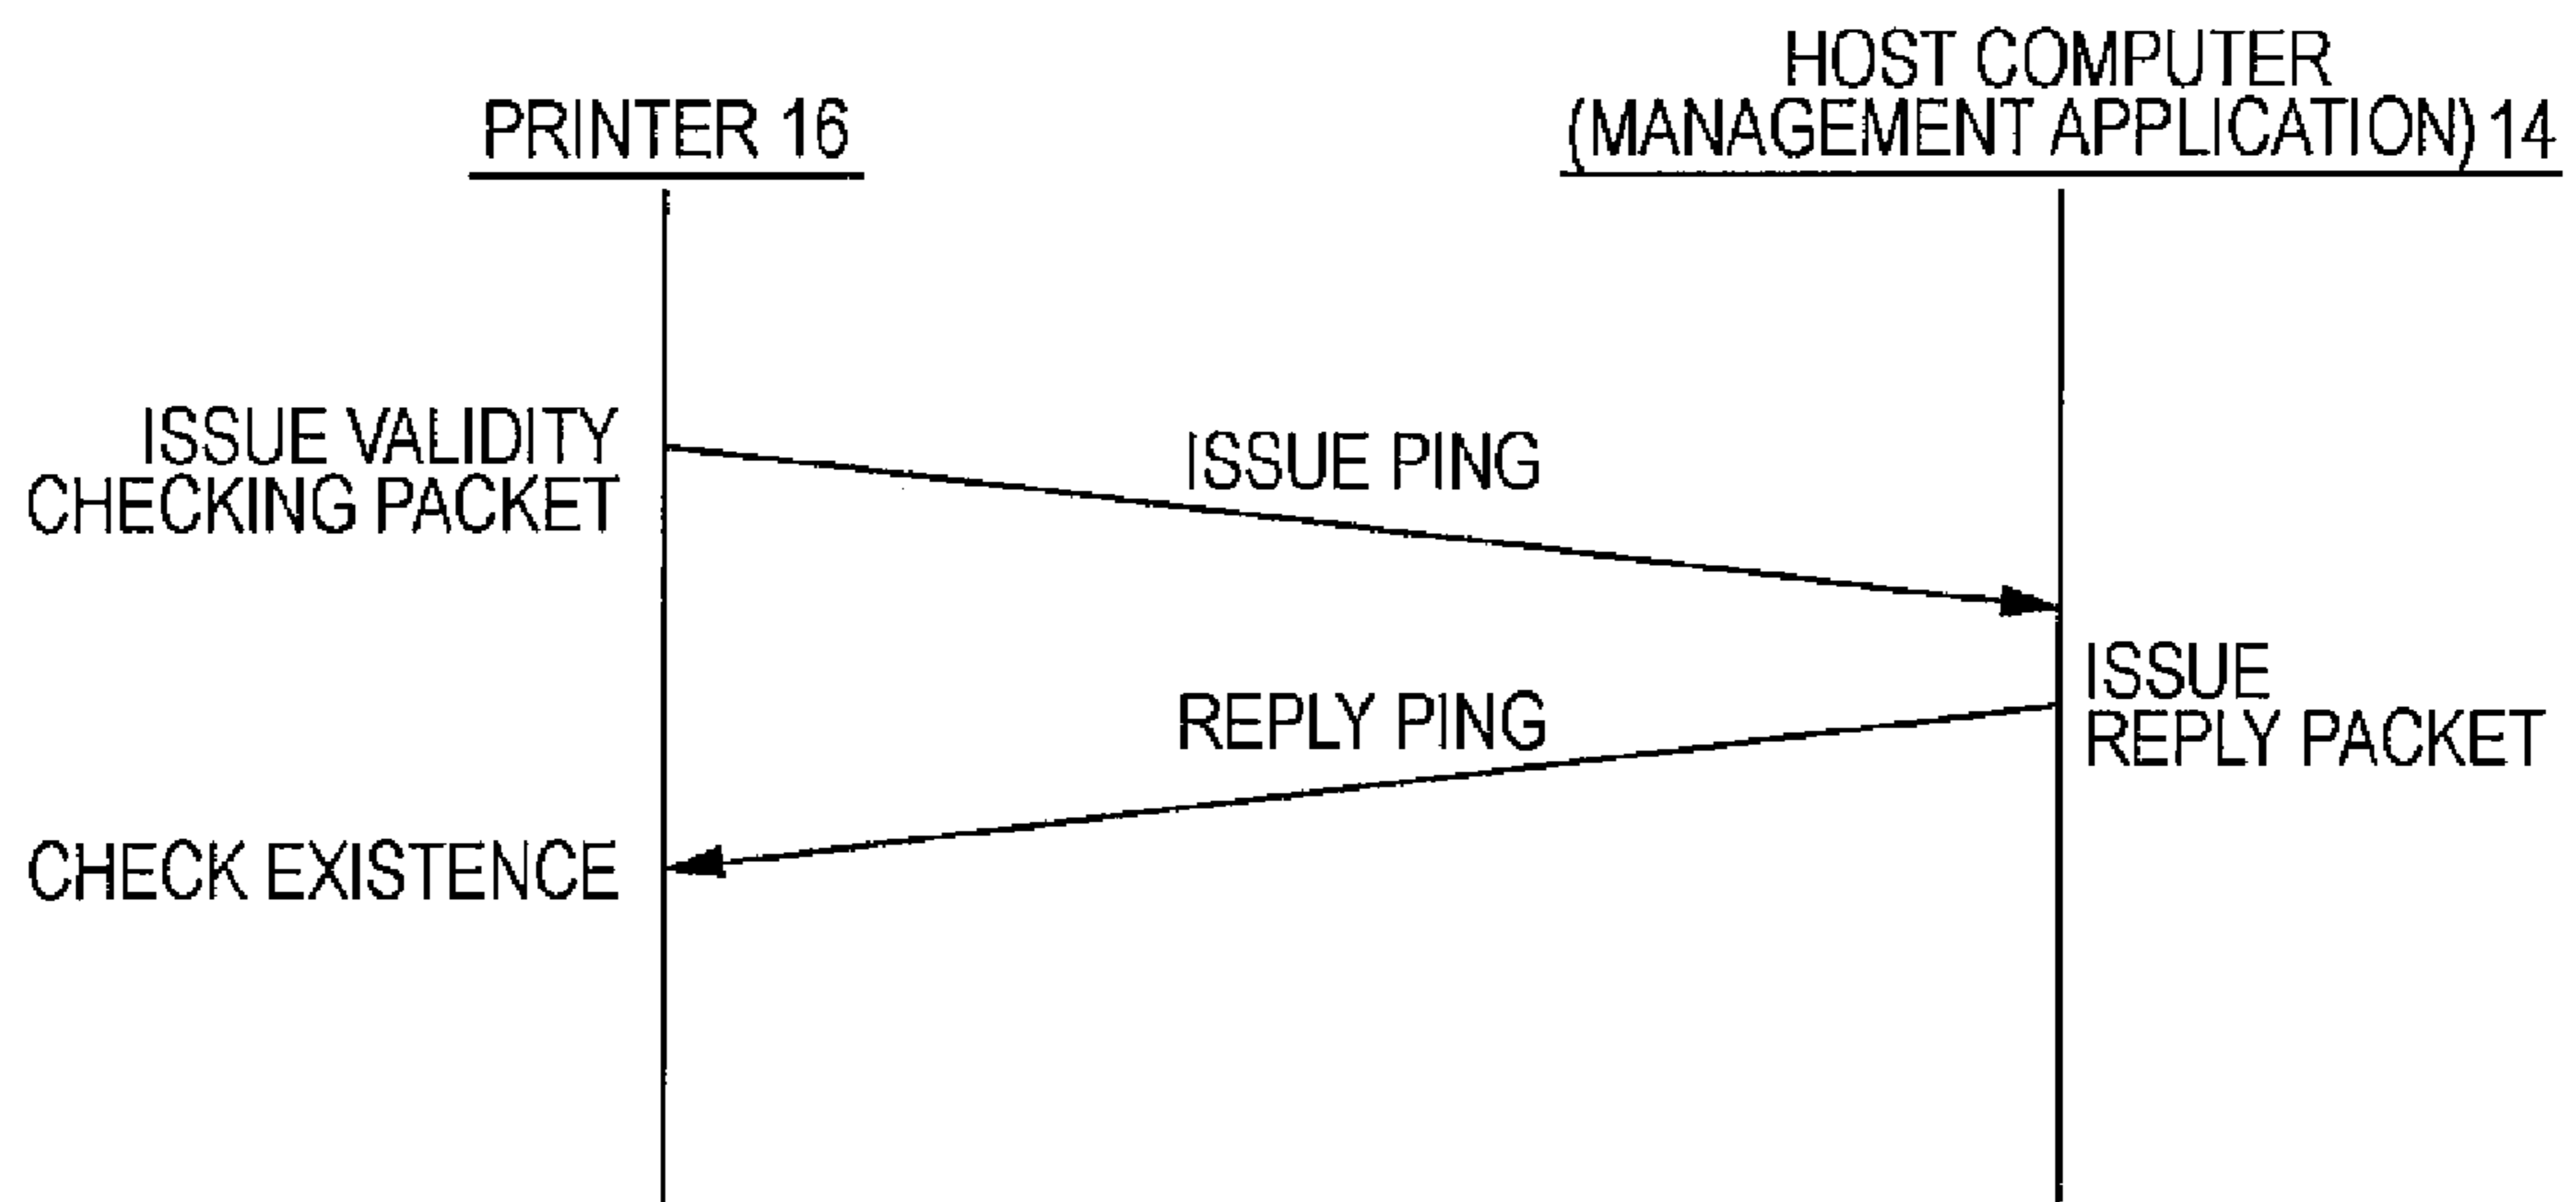 PRINTER 16
HOST COMPUTER
(MANAGEMENT APPLICATION) 14
ISSUE VALIDITY
CHECKING PACKET
ISSUE PING
ISSUE
REPLY PACKET
REPLY PING
CHECK EXISTENCE